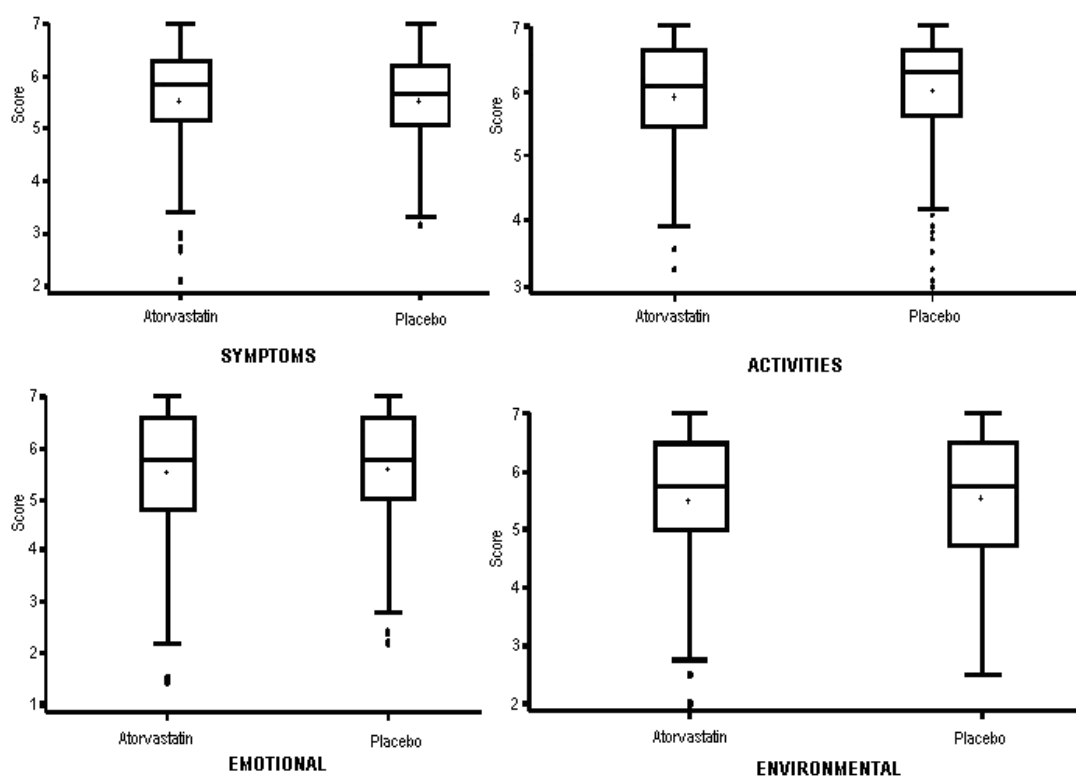 7
6
5
4
3
2
Score
Atorvastatin
Placebo
SYMPTOMS
7
6
5
4
3
Score
Atorvastatin
Placebo
ACTIVITIES
7
6
5
4
3
2
1
Score
Atorvastatin
Placebo
EMOTIONAL
7
6
5
4
3
2
Score
Atorvastatin
Placebo
ENVIRONMENTAL